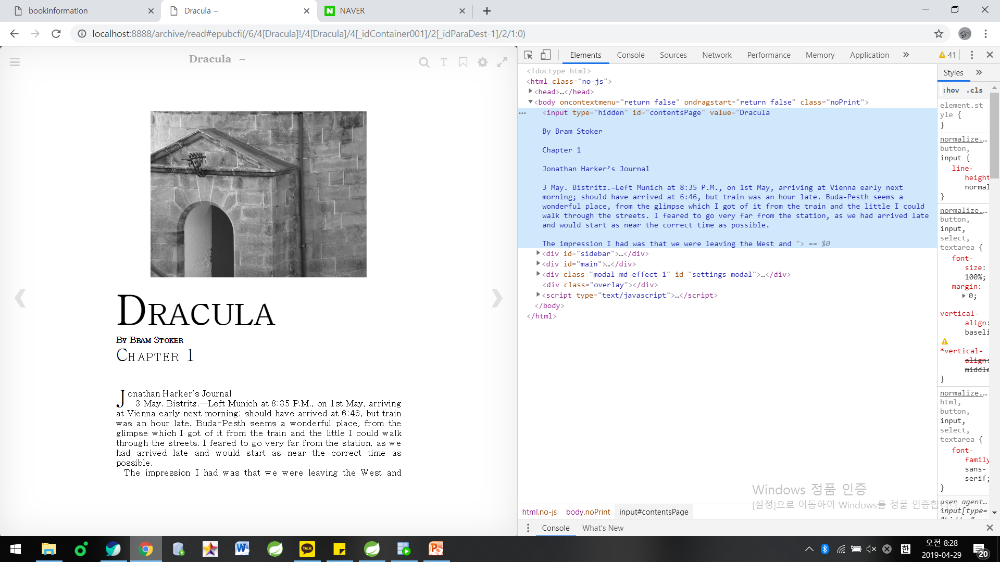 bookinformation
Dracula –
NAVER
localhost:8888/archive/read#epubcfi(/6/4[Dracula]!/4[Dracula]/4[_idContainer001]/2[_idParaDest-1]/2/1:0)
Dracula –
T
DRACULA
BY BRAM STOKER
CHAPTER 1
Jonathan Harker's Journal
3 May. Bistritz.—Left Munich at 8:35 P.M., on 1st May, arriving
at Vienna early next morning; should have arrived at 6:46, but train
was an hour late. Buda-Pesth seems a wonderful place, from the
glimpse which I got of it from the train and the little I could walk
through the streets. I feared to go very far from the station, as we
had arrived late and would start as near the correct time as
possible.
The impression I had was that we were leaving the West and
Elements Console Sources Network Performance Memory Application » 41
<!doctype html>
<html class="no-js">
<head>…</head>
<body oncontextmenu="return false" ondragstart="return false" class="noPrint">
<input type="hidden" id="contentsPage" value="Dracula
By Bram Stoker
Chapter 1
Jonathan Harker’s Journal
3 May. Bistritz.—Left Munich at 8:35 P.M., on 1st May, arriving at Vienna early next
morning; should have arrived at 6:46, but train was an hour late. Buda-Pesth seems a
wonderful place, from the glimpse which I got of it from the train and the little I could
walk through the streets. I feared to go very far from the station, as we had arrived late
and would start as near the correct time as possible.
The impression I had was that we were leaving the West and "> == $0
<div id="sidebar">…</div>
<div id="main">…</div>
<div class="modal md-effect-1" id="settings-modal">…</div>
<div class="overlay"></div>
<script type="text/javascript">…</script>
</body>
</html>
html.no-js body.noPrint input#contentsPage
Console What's New
Styles »
:hov .cls
element.st
yle {
}
normalize.…
button,
input {
line-
height
normal
}
normalize.…
button,
input,
select,
textarea {
font-
size:
100%;
margin:
0;
vertical-
align:
baseli
*vertical-
align:
middle
}
normalize.…
html,
button,
input,
select,
textarea {
font-
family
sans-
serif;
}
user agent…
input[type=
Windows 정품 인증
[설정]으로 이동하여 Windows를 정품 인증합니다.
TALK
한
오전 8:28
2019-04-29
20